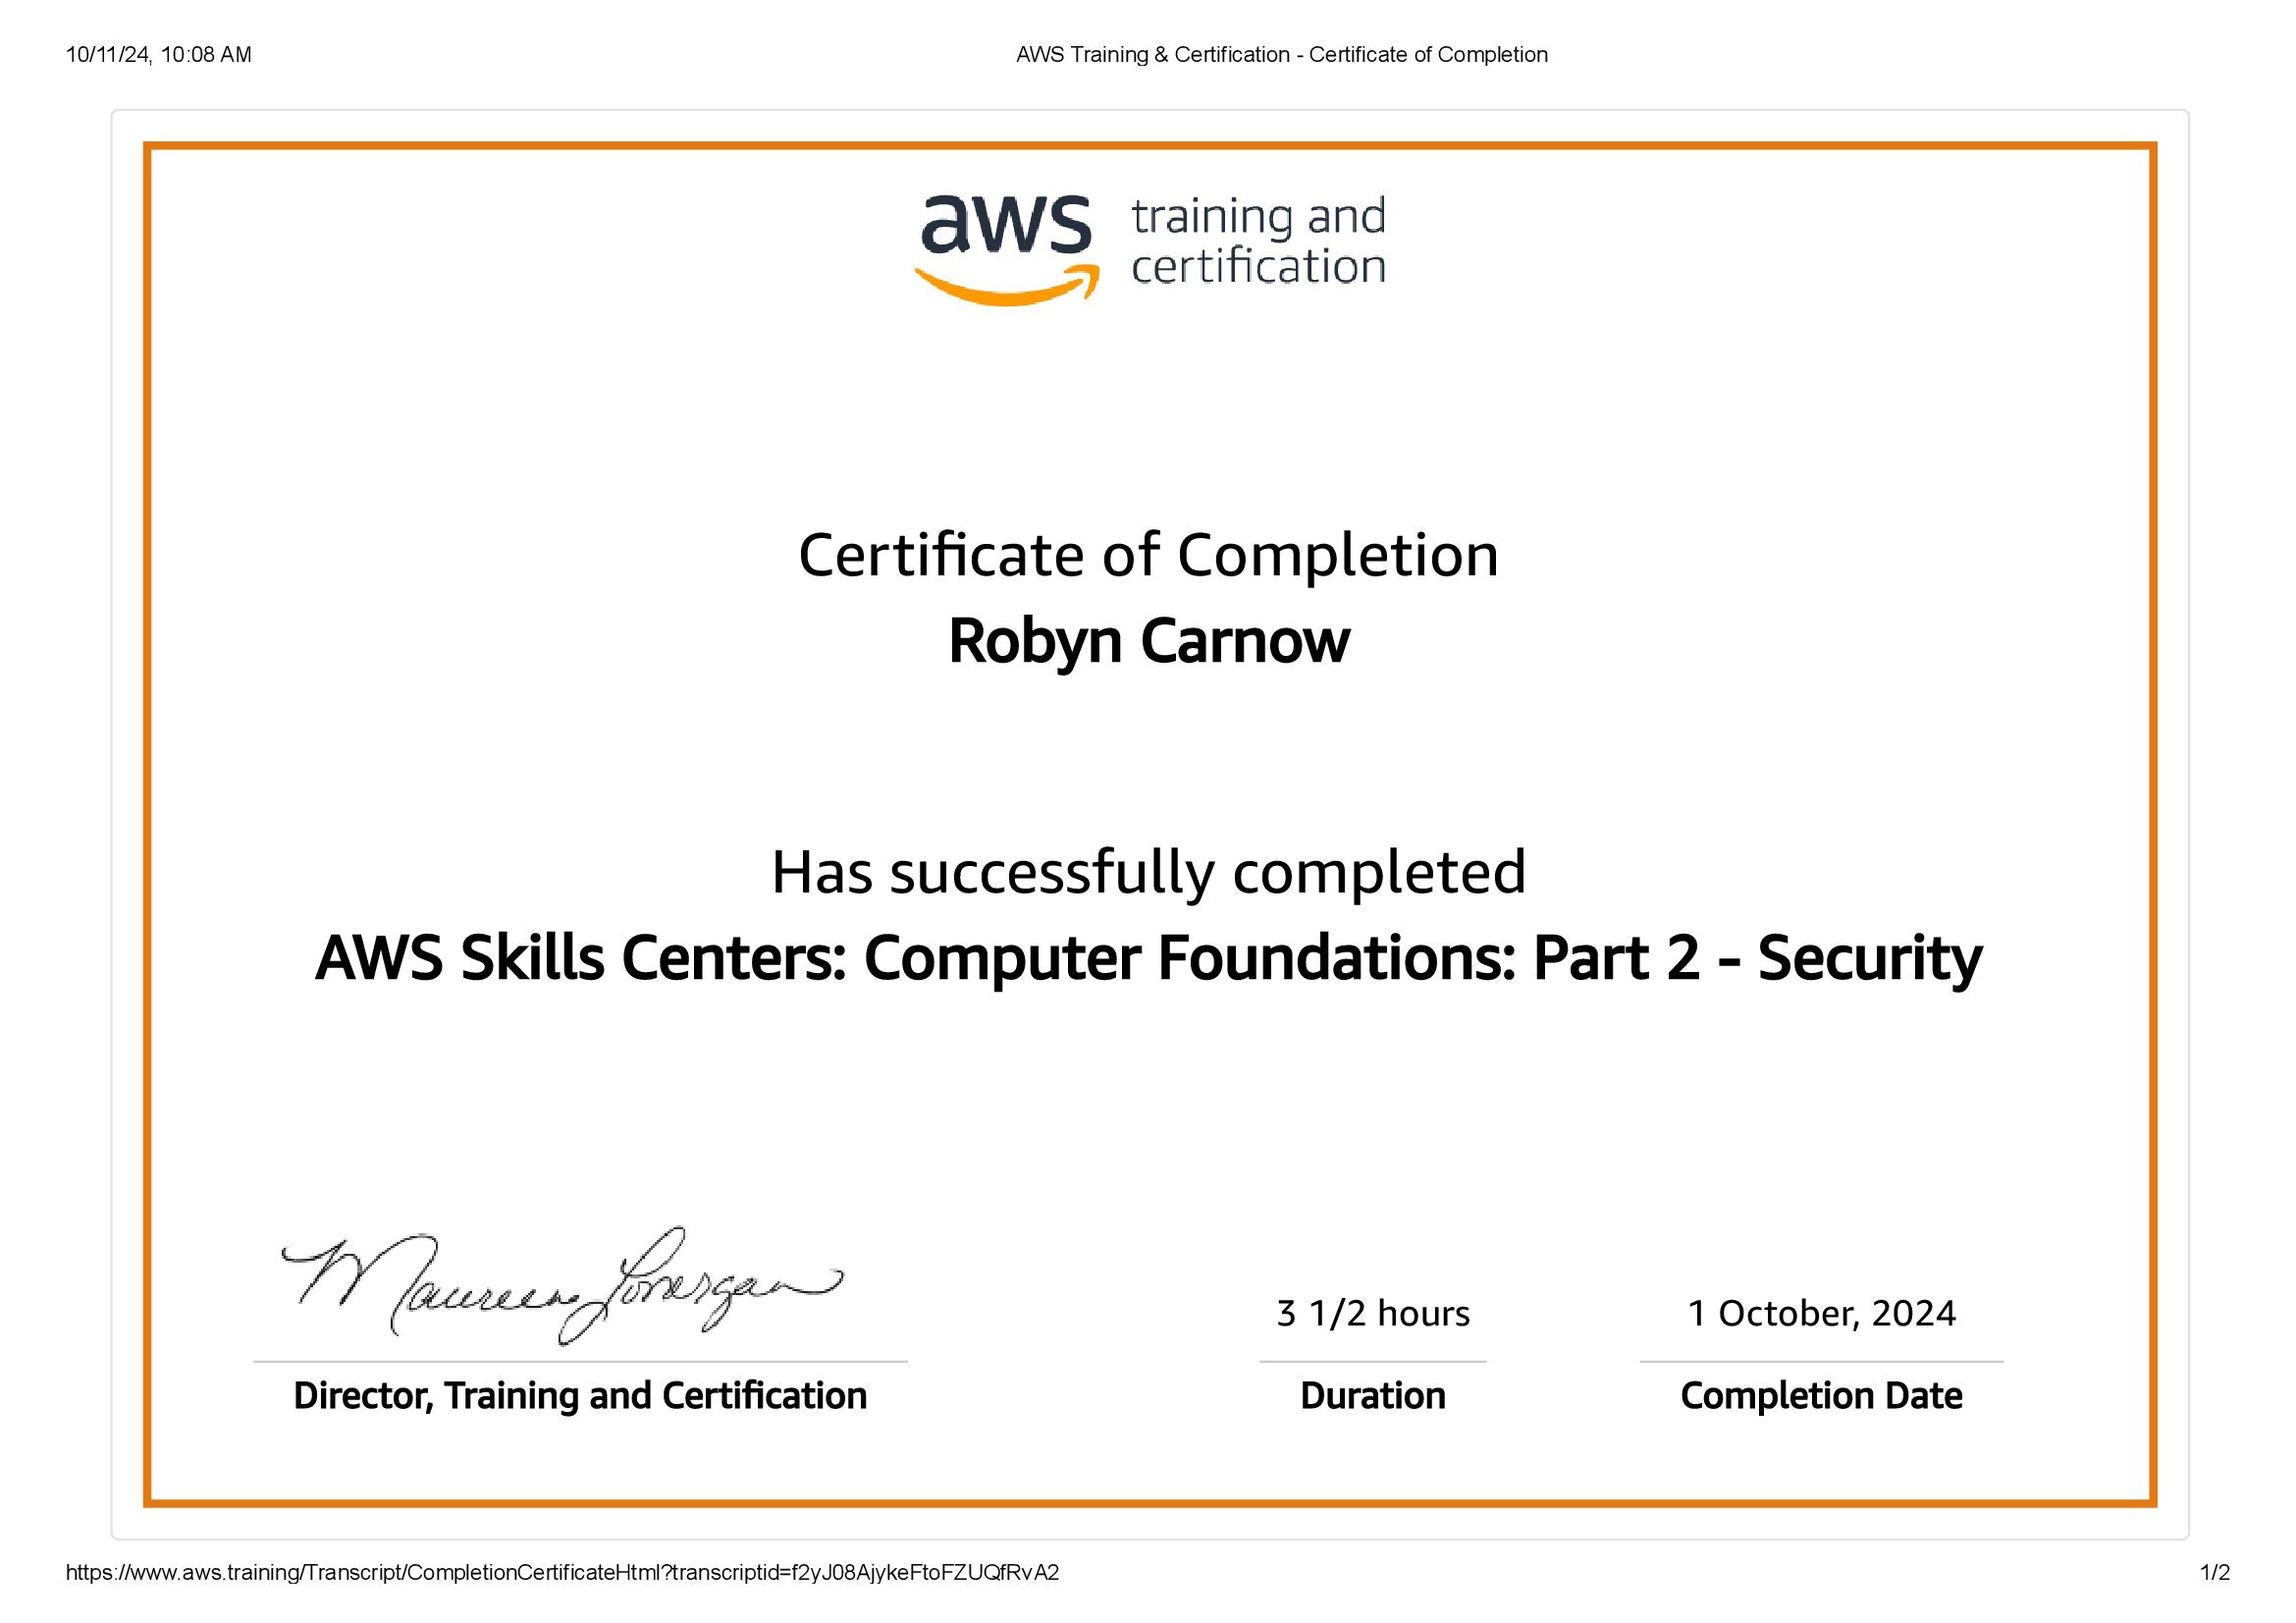 10/11/24, 10:08 AM
AWS Training & Certification - Certificate of Completion
aws
training and
certification
Certificate of Completion
Robyn Carnow
Has successfully completed
AWS Skills Centers: Computer Foundations: Part 2 - Security
Maureen Lonergan
3 1/2 hours
1 October, 2024
Director, Training and Certification
Duration
Completion Date
https://www.aws.training/Transcript/CompletionCertificateHtml?transcriptid=f2yJ08AjykeFtoFZUQfRvA2
1/2